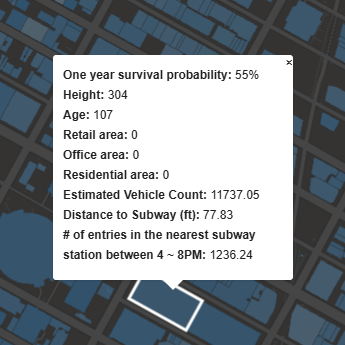 ×
One year survival probability: 55%
Height: 304
Age: 107
Retail area: 0
Office area: 0
Residential area: 0
Estimated Vehicle Count: 11737.05
Distance to Subway (ft): 77.83
# of entries in the nearest subway
station between 4 ~ 8PM: 1236.24